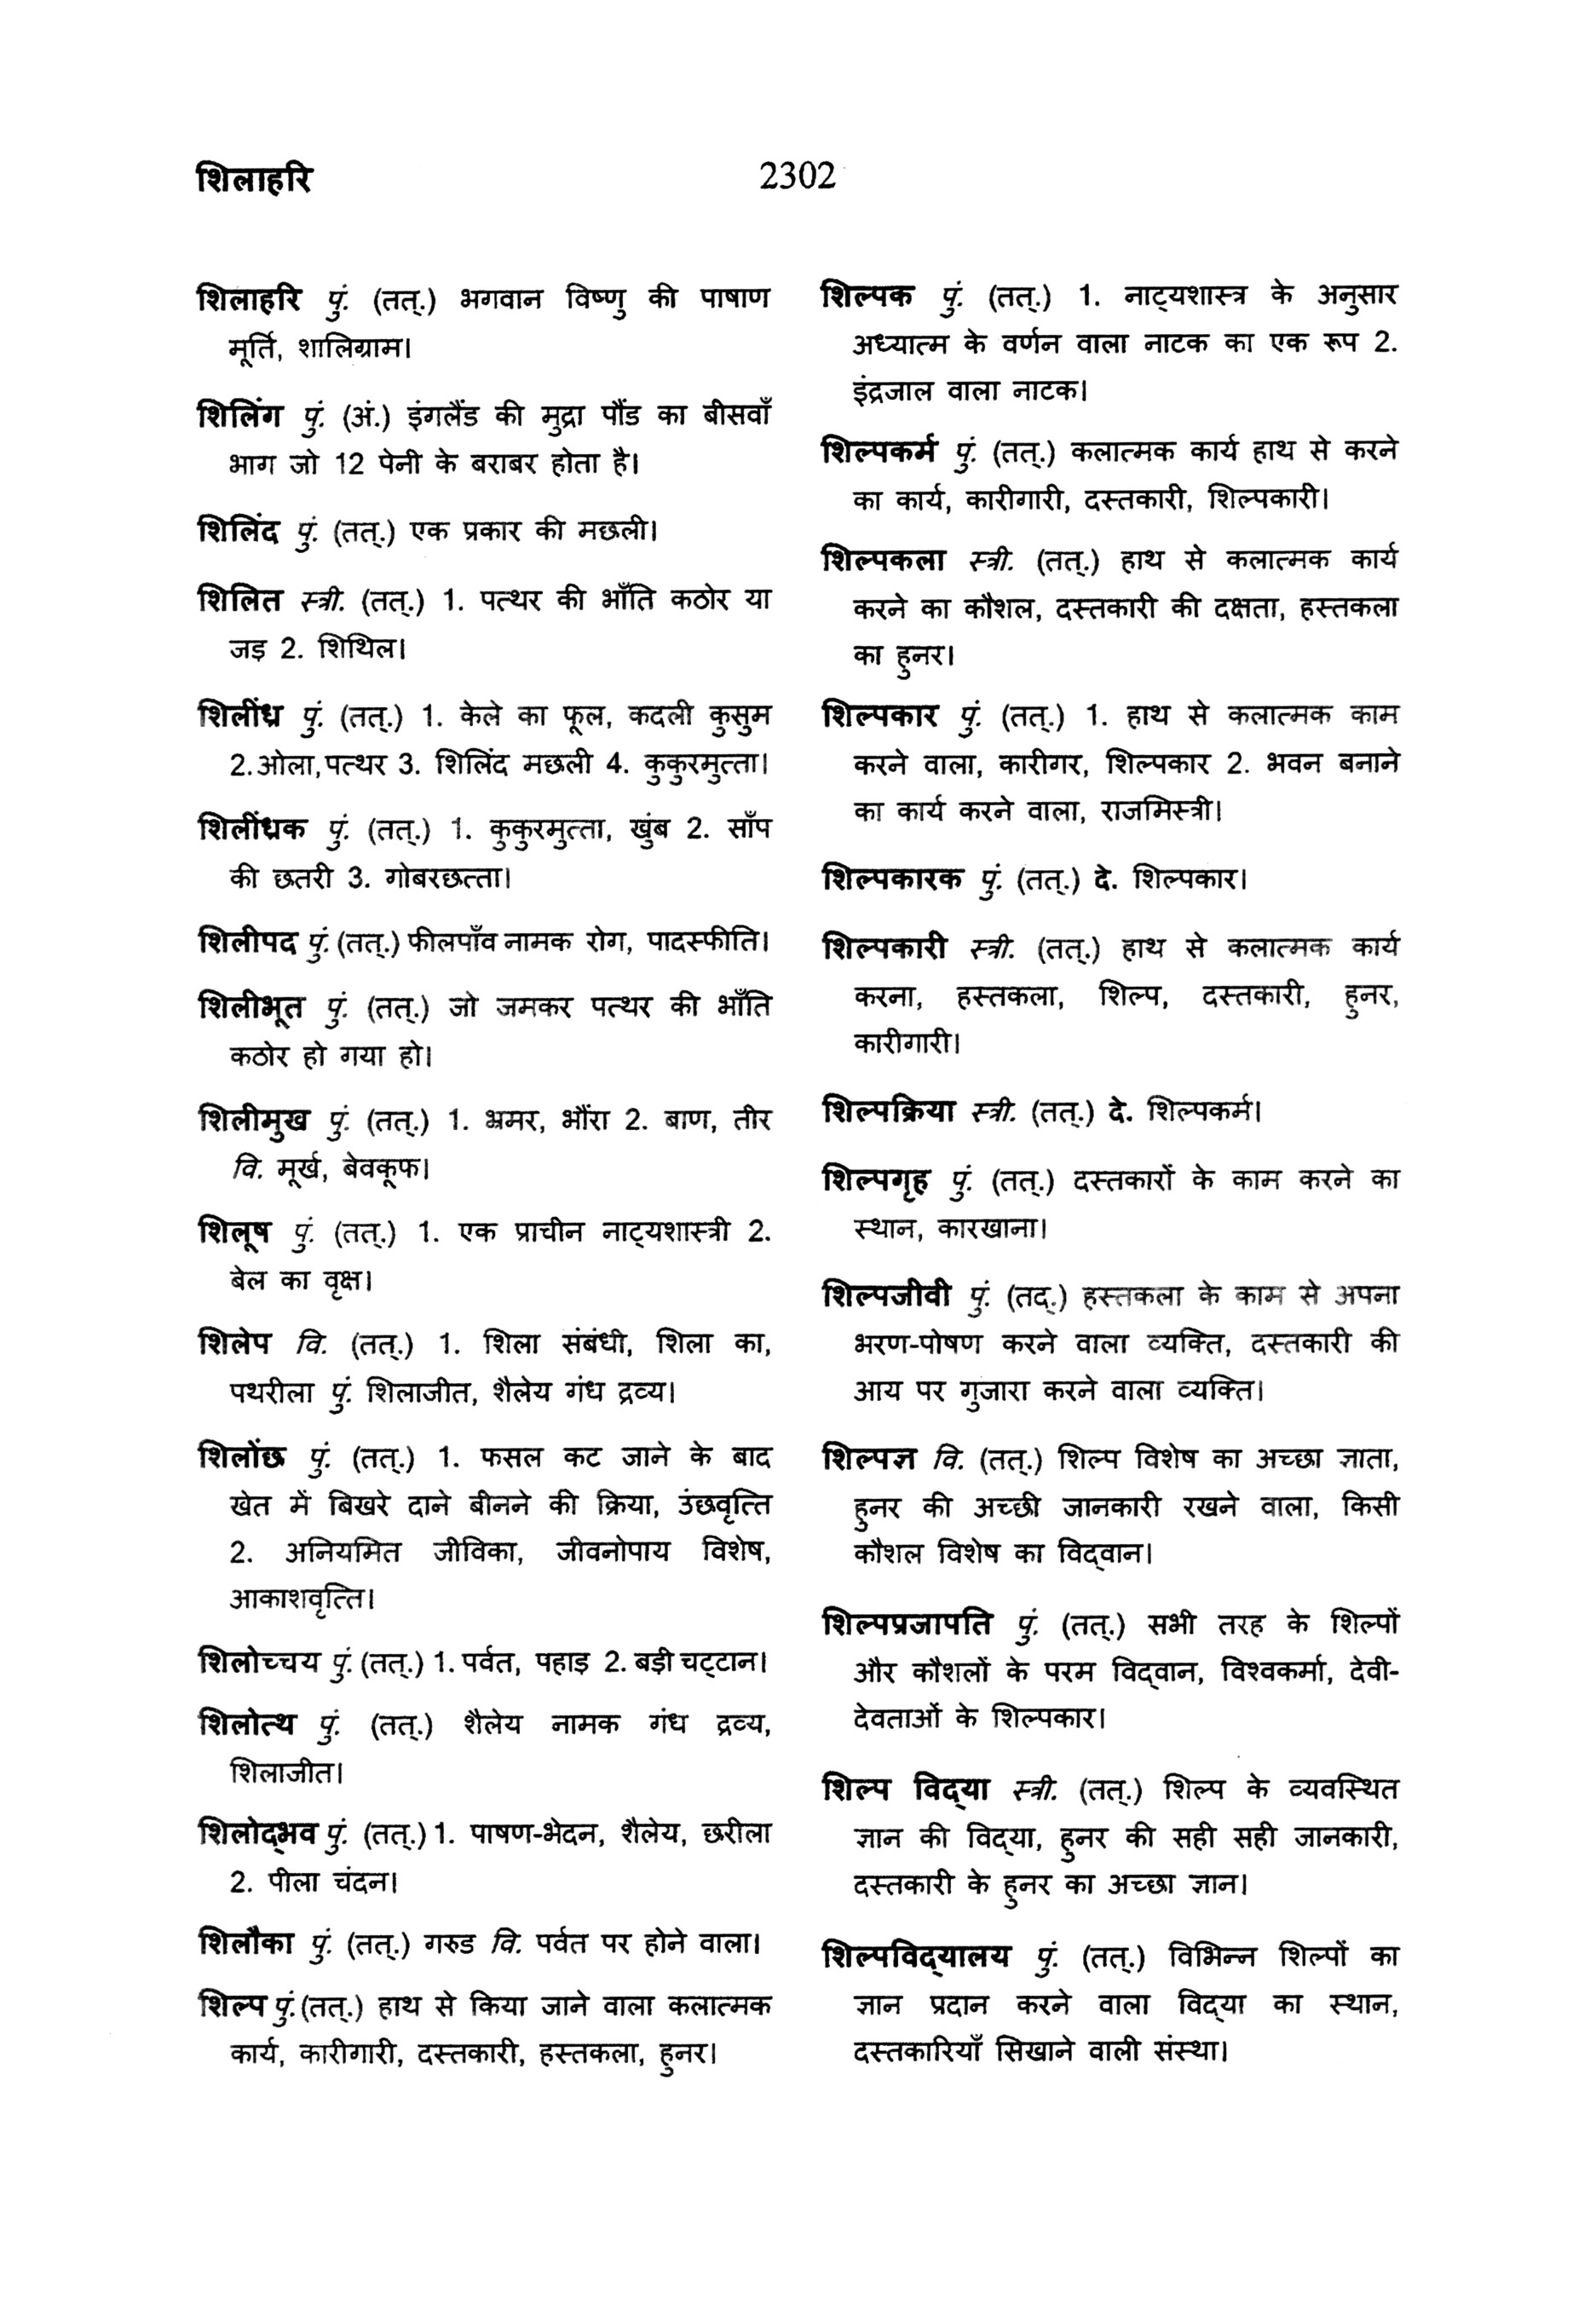 शिलाहरि
2302
शिलाहरि पुं. (तत्.) भगवान विष्णु की पाषाण
मूर्ति, शालिग्राम।
शिलिंग पुं. (अं.) इंगलैंड की मुद्रा पौंड का बीसवाँ
भाग जो 12 पेनी के बराबर होता है।
शिलिंद पुं. (तत्.) एक प्रकार की मछली।
शिलित स्त्री. (तत्.) 1. पत्थर की भाँति कठोर या
जड़ 2. शिथिल।
शिलींध्र पुं. (तत्.) 1. केले का फूल, कदली कुसुम
2.ओला,पत्थर 3. शिलिंद मछली 4. कुकुरमुत्ता।
शिलींध्रक पुं. (तत्.) 1. कुकुरमुत्ता, खुंब 2. साँप
की छतरी 3. गोबरछत्ता।
शिलीपद पुं. (तत्.) फीलपाँव नामक रोग, पादस्फीति।
शिलीभूत पुं. (तत्.) जो जमकर पत्थर की भाँति
कठोर हो गया हो।
शिलीमुख पुं. (तत्.) 1. भ्रमर, भौंरा 2. बाण, तीर
वि. मूर्ख, बेवकूफ।
शिलूष पुं. (तत्.) 1. एक प्राचीन नाट्यशास्त्री 2.
बेल का वृक्ष।
शिलेप वि. (तत्.) 1. शिला संबंधी, शिला का,
पथरीला पुं. शिलाजीत, शैलेय गंध द्रव्य।
शिलोंछ पुं. (तत्.) 1. फसल कट जाने के बाद
खेत में बिखरे दाने बीनने की क्रिया, उंछवृत्ति
2. अनियमित जीविका, जीवनोपाय विशेष,
आकाशवृत्ति।
शिलोच्चय पुं. (तत्.) 1. पर्वत, पहाड़ 2. बड़ी चट्टान।
शिलोत्थ पुं. (तत्.) शैलेय नामक गंध द्रव्य,
शिलाजीत।
शिलोद्भव पुं. (तत्.) 1. पाषण-भेदन, शैलेय, छरीला
2. पीला चंदन।
शिलौका पुं. (तत्.) गरुड वि. पर्वत पर होने वाला।
शिल्प पुं. (तत्.) हाथ से किया जाने वाला कलात्मक
कार्य, कारीगारी, दस्तकारी, हस्तकला, हुनर।
शिल्पक पुं. (तत्.) 1. नाट्यशास्त्र के अनुसार
अध्यात्म के वर्णन वाला नाटक का एक रूप 2.
इंद्रजाल वाला नाटक।
शिल्पकर्म पुं. (तत्.) कलात्मक कार्य हाथ से करने
का कार्य, कारीगारी, दस्तकारी, शिल्पकारी।
शिल्पकला स्त्री. (तत्.) हाथ से कलात्मक कार्य
करने का कौशल, दस्तकारी की दक्षता, हस्तकला
का हुनर।
शिल्पकार पुं. (तत्.) 1. हाथ से कलात्मक काम
करने वाला, कारीगर, शिल्पकार 2. भवन बनाने
का कार्य करने वाला, राजमिस्त्री।
शिल्पकारक पुं. (तत्.) दे. शिल्पकार।
शिल्पकारी स्त्री. (तत्.) हाथ से कलात्मक कार्य
करना, हस्तकला, शिल्प, दस्तकारी, हुनर,
कारीगारी।
शिल्पक्रिया स्त्री. (तत्.) दे. शिल्पकर्म।
शिल्पगृह पुं. (तत्.) दस्तकारों के काम करने का
स्थान, कारखाना।
शिल्पजीवी पुं. (तद्.) हस्तकला के काम से अपना
भरण-पोषण करने वाला व्यक्ति, दस्तकारी की
आय पर गुजारा करने वाला व्यक्ति।
शिल्पज्ञ वि. (तत्.) शिल्प विशेष का अच्छा ज्ञाता,
हुनर की अच्छी जानकारी रखने वाला, किसी
कौशल विशेष का विद्वान।
शिल्पप्रजापति पुं. (तत्.) सभी तरह के शिल्पों
और कौशलों के परम विद्वान, विश्वकर्मा, देवी-
देवताओं के शिल्पकार।
शिल्प विद्या स्त्री. (तत्.) शिल्प के व्यवस्थित
ज्ञान की विद्या, हुनर की सही सही जानकारी,
दस्तकारी के हुनर का अच्छा ज्ञान।
शिल्पविद्यालय पुं. (तत्.) विभिन्न शिल्पों का
ज्ञान प्रदान करने वाला विद्या का स्थान,
दस्तकारियाँ सिखाने वाली संस्था।